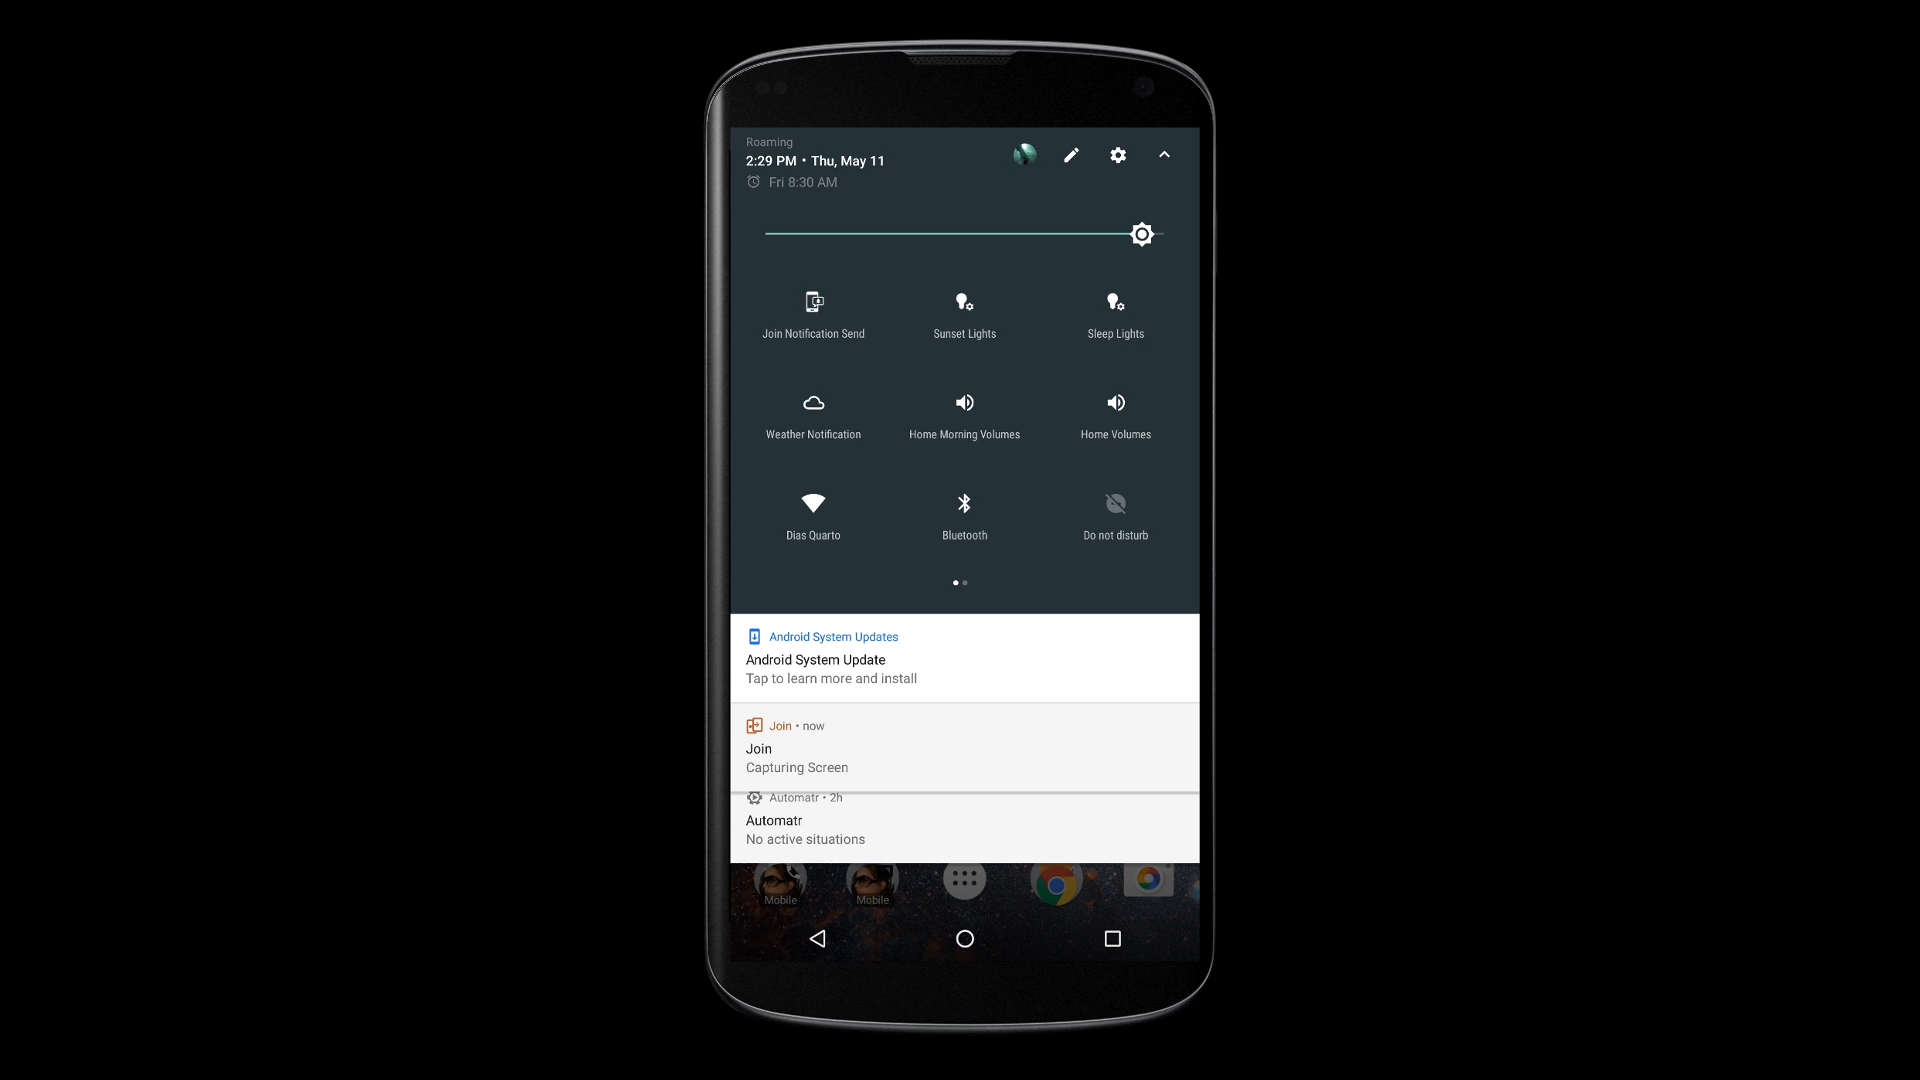 Roaming
2:29 PM • Thu, May 11
Fri 8:30 AM
Join Notification Send
Sunset Lights
Sleep Lights
Weather Notification
Home Morning Volumes
Home Volumes
Dias Quarto
Bluetooth
Do not disturb
Android System Updates
Android System Update
Tap to learn more and install
Join • now
Join
Capturing Screen
Automatr • 2h
Automatr
No active situations
Mobile
Mobile